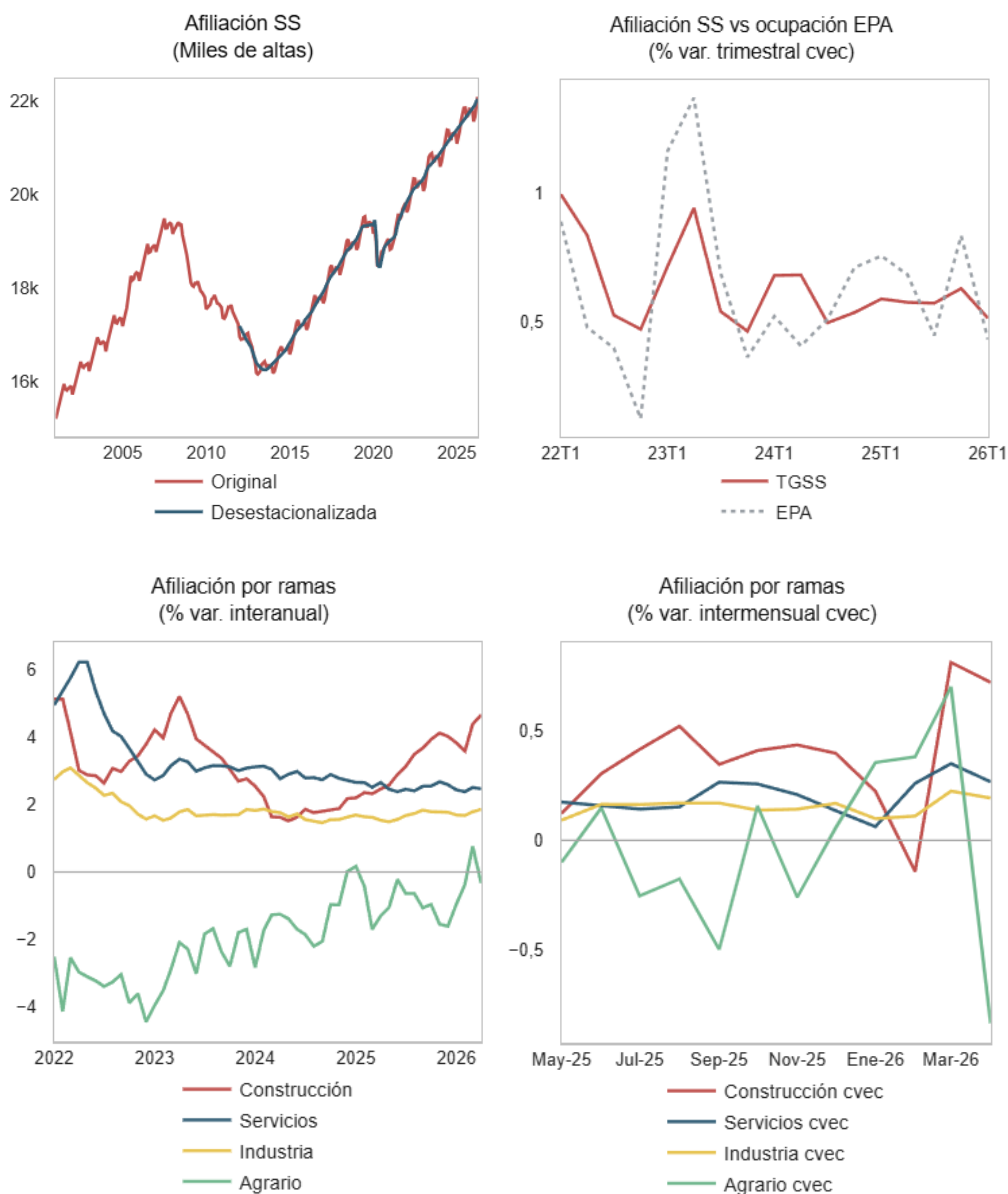 Afiliación SS
(Miles de altas)
22k
20k
18k
16k
2005 2010 2015 2020 2025
Original
Desestacionalizada
Afiliación SS vs ocupación EPA
(% var. trimestral cvec)
1
0,5
22T1 23T1 24T1 25T1 26T1
TGSS
EPA
Afiliación por ramas
(% var. interanual)
6
4
2
0
−2
−4
2022 2023 2024 2025 2026
Construcción
Servicios
Industria
Agrario
Afiliación por ramas
(% var. intermensual cvec)
0,5
0
−0,5
May-25 Jul-25 Sep-25 Nov-25 Ene-26 Mar-26
Construcción cvec
Servicios cvec
Industria cvec
Agrario cvec